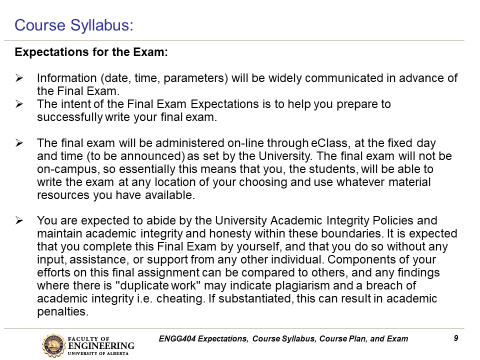 Course Syllabus:
Expectations for the Exam:
➢ Information (date, time, parameters) will be widely communicated in advance of
the Final Exam.
➢ The intent of the Final Exam Expectations is to help you prepare to
successfully write your final exam.
➢ The final exam will be administered on-line through eClass, at the fixed day
and time (to be announced) as set by the University. The final exam will not be
on-campus, so essentially this means that you, the students, will be able to
write the exam at any location of your choosing and use whatever material
resources you have available.
➢ You are expected to abide by the University Academic Integrity Policies and
maintain academic integrity and honesty within these boundaries. It is expected
that you complete this Final Exam by yourself, and that you do so without any
input, assistance, or support from any other individual. Components of your
efforts on this final assignment can be compared to others, and any findings
where there is "duplicate work" may indicate plagiarism and a breach of
academic integrity i.e. cheating. If substantiated, this can result in academic
penalties.
FACULTY OF
ENGINEERING
UNIVERSITY OF ALBERTA
ENGG404 Expectations, Course Syllabus, Course Plan, and Exam
9